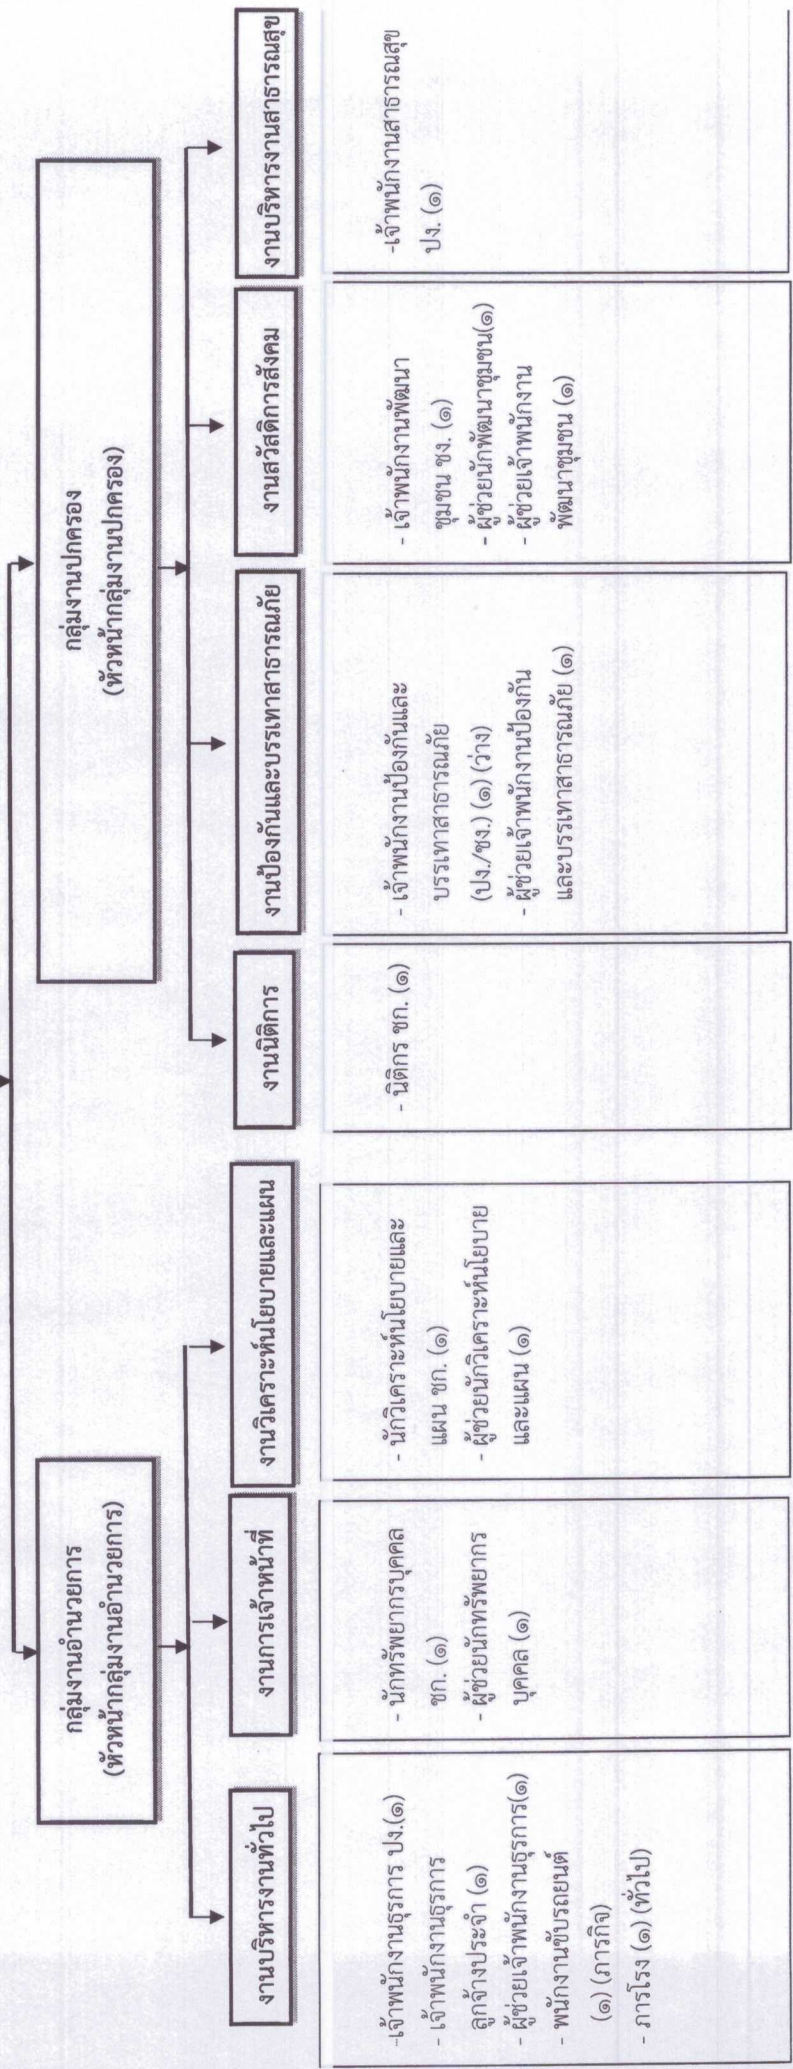 กลุ่มงานอำนวยการ
(หัวหน้ากลุ่มงานอำนวยการ)
กลุ่มงานปกครอง
(หัวหน้ากลุ่มงานปกครอง)
งานบริหารงานทั่วไป
งานการเจ้าหน้าที่
งานวิเคราะห์นโยบายและแผน
งานนิติการ
งานป้องกันและบรรเทาสาธารณภัย
งานสวัสดิการสังคม
งานบริหารงานสาธารณสุข
-เจ้าพนักงานธุรการ ปง.(๑)
- เจ้าพนักงานธุรการ
ลูกจ้างประจำ (๑)
- ผู้ช่วยเจ้าพนักงานธุรการ(๑)
- พนักงานขับรถยนต์
(๑) (ภารกิจ)
- ภารโรง (๑) (ทั่วไป)
- นักทรัพยากรบุคคล
ชก. (๑)
- ผู้ช่วยนักทรัพยากร
บุคคล (๑)
- นักวิเคราะห์นโยบายและ
แผน ชก. (๑)
- ผู้ช่วยนักวิเคราะห์นโยบาย
และแผน (๑)
- นิติกร ชก. (๑)
- เจ้าพนักงานป้องกันและ
บรรเทาสาธารณภัย
(ปง./ชง.) (๑) (ว่าง)
- ผู้ช่วยเจ้าพนักงานป้องกัน
และบรรเทาสาธารณภัย (๑)
- เจ้าพนักงานพัฒนา
ชุมชน ชง. (๑)
- ผู้ช่วยนักพัฒนาชุมชน(๑)
- ผู้ช่วยเจ้าพนักงาน
พัฒนาชุมชน (๑)
-เจ้าพนักงานสาธารณสุข
ปง. (๑)